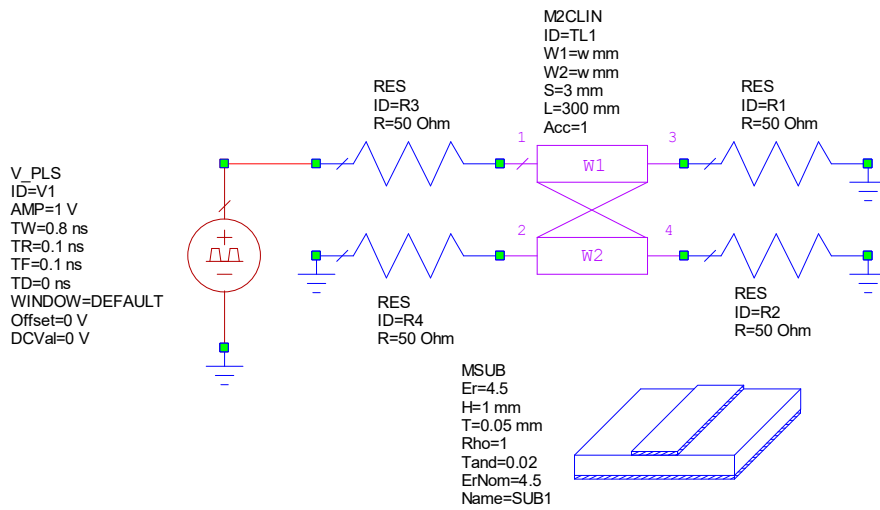 M2CLIN
ID=TL1
W1=w mm
W2=w mm
S=3 mm
L=300 mm
Acc=1
RES
ID=R3
R=50 Ohm
RES
ID=R1
R=50 Ohm
1
3
W1
V_PLS
ID=V1
AMP=1 V
TW=0.8 ns
TR=0.1 ns
TF=0.1 ns
TD=0 ns
WINDOW=DEFAULT
Offset=0 V
DCVal=0 V
2
4
W2
RES
ID=R4
R=50 Ohm
RES
ID=R2
R=50 Ohm
MSUB
Er=4.5
H=1 mm
T=0.05 mm
Rho=1
Tand=0.02
ErNom=4.5
Name=SUB1